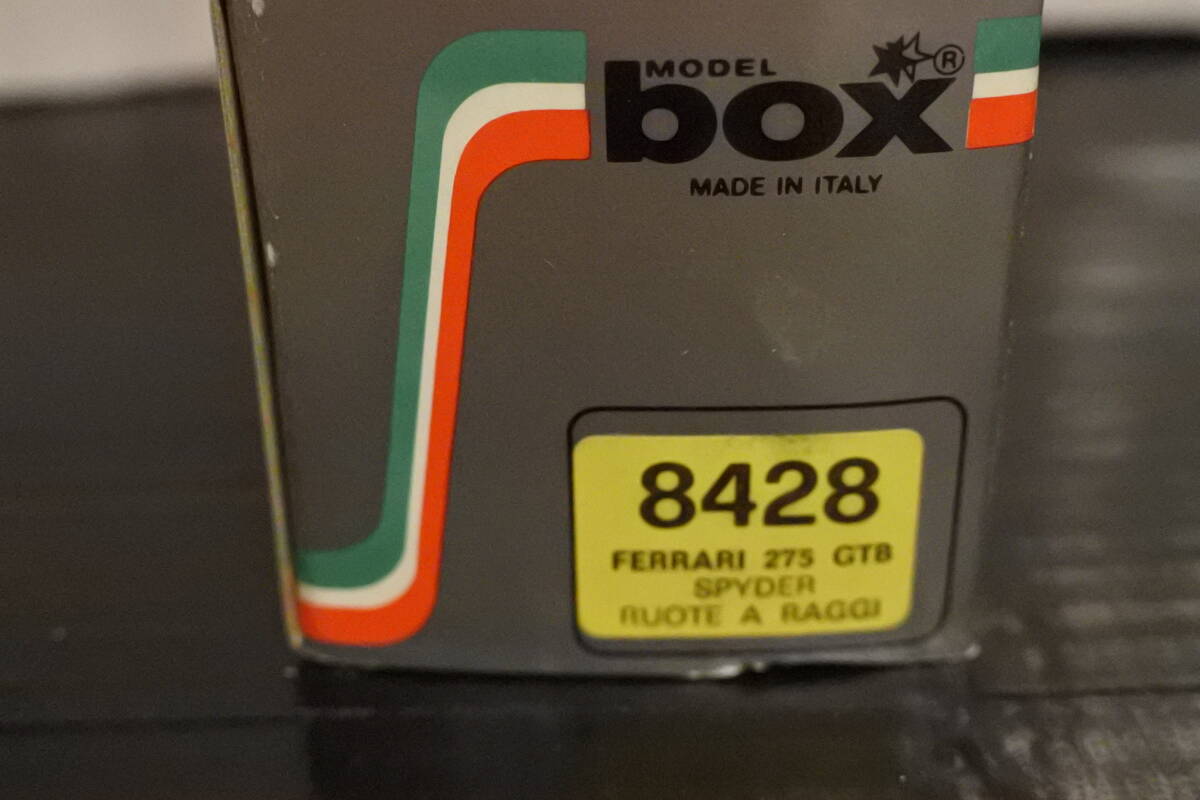 MODEL
box ®
MADE IN ITALY
8428
FERRARI 275 GTB
SPYDER
RUOTE A RAGGI